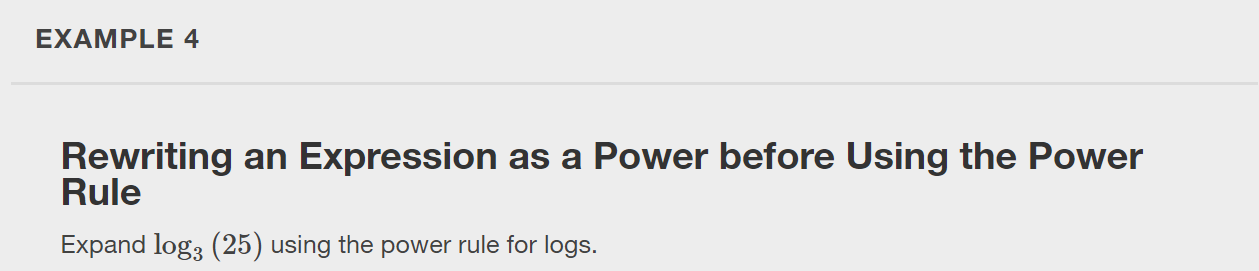 EXAMPLE 4
Rewriting an Expression as a Power before Using the Power
Rule
Expand log₃ (25) using the power rule for logs.